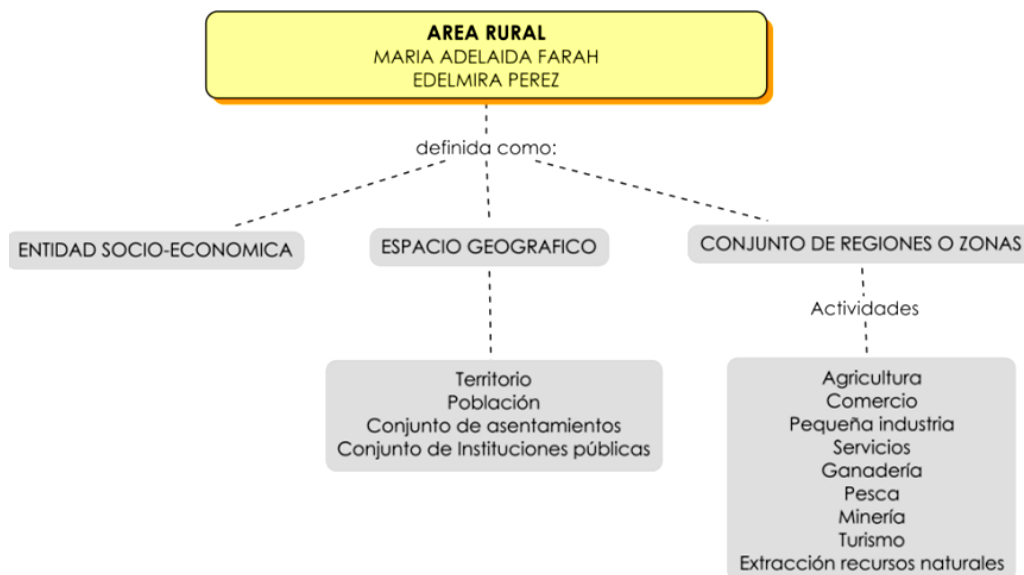 AREA RURAL
MARIA ADELAIDA FARAH
EDELMIRA PEREZ
definida como:
ENTIDAD SOCIO-ECONOMICA
ESPACIO GEOGRAFICO
CONJUNTO DE REGIONES O ZONAS
Actividades
Territorio
Población
Conjunto de asentamientos
Conjunto de Instituciones públicas
Agricultura
Comercio
Pequeña industria
Servicios
Ganadería
Pesca
Minería
Turismo
Extracción recursos naturales